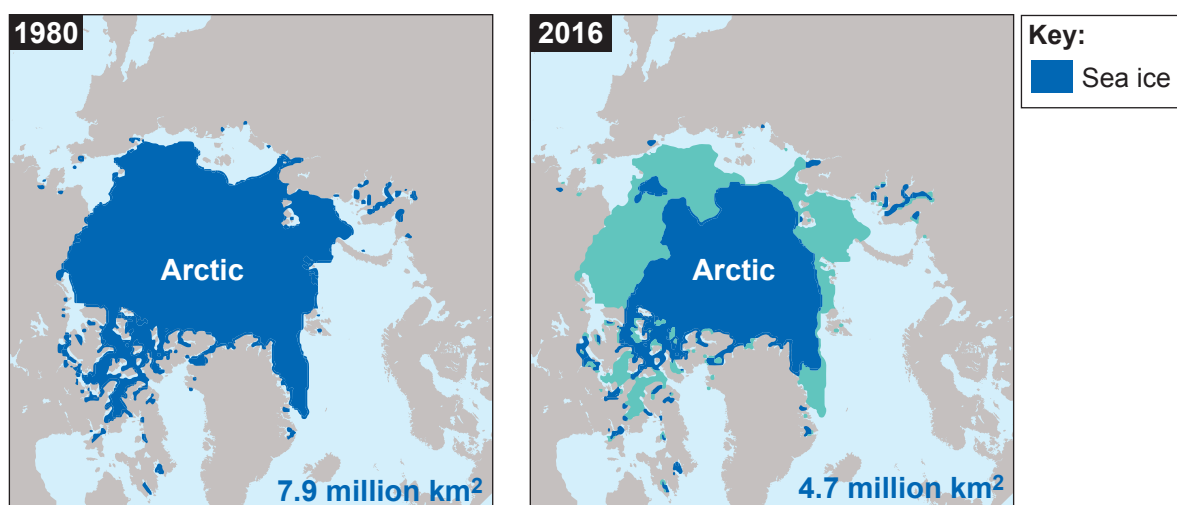 1980
Arctic
7.9 million km²
2016
Arctic
4.7 million km²
Key:
Sea ice